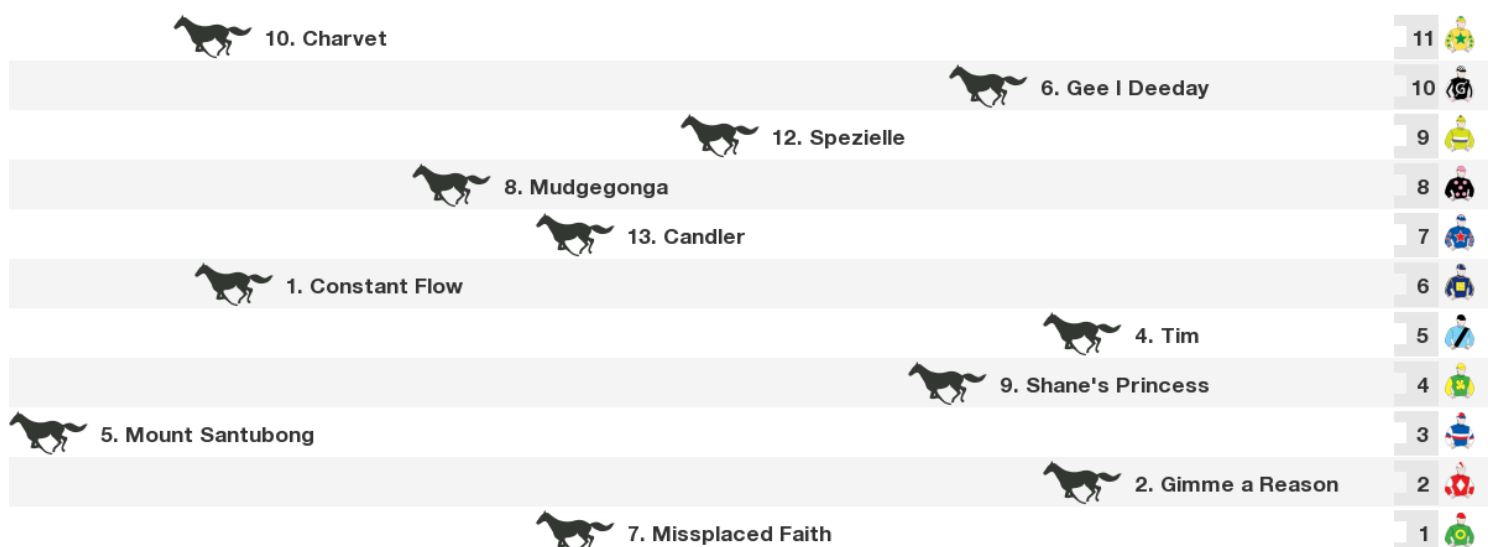 10. Charvet 11
6. Gee I Deeday 10
12. Spezielle 9
8. Mudgegonga 8
13. Candler 7
1. Constant Flow 6
4. Tim 5
9. Shane's Princess 4
5. Mount Santubong 3
2. Gimme a Reason 2
7. Missplaced Faith 1